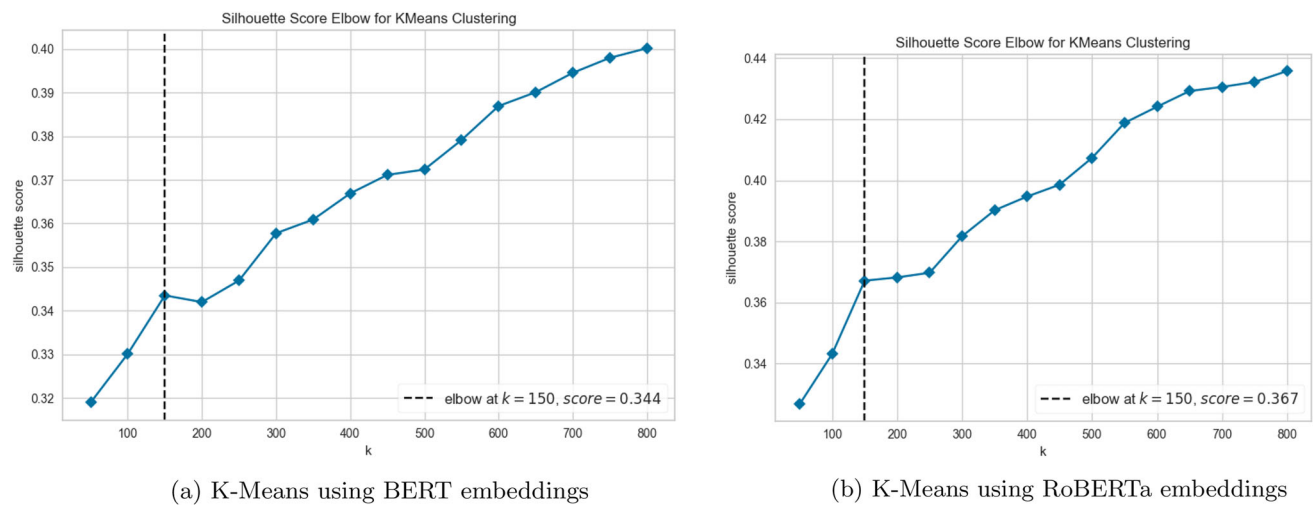 Silhouette Score Elbow for KMeans Clustering
0.40
0.39
0.38
0.37
0.36
0.35
0.34
0.33
0.32
silhouette score
elbow at k = 150, score = 0.344
100 200 300 400 500 600 700 800
k
(a) K-Means using BERT embeddings
Silhouette Score Elbow for KMeans Clustering
0.44
0.42
0.40
0.38
0.36
0.34
silhouette score
elbow at k = 150, score = 0.367
100 200 300 400 500 600 700 800
k
(b) K-Means using RoBERTa embeddings